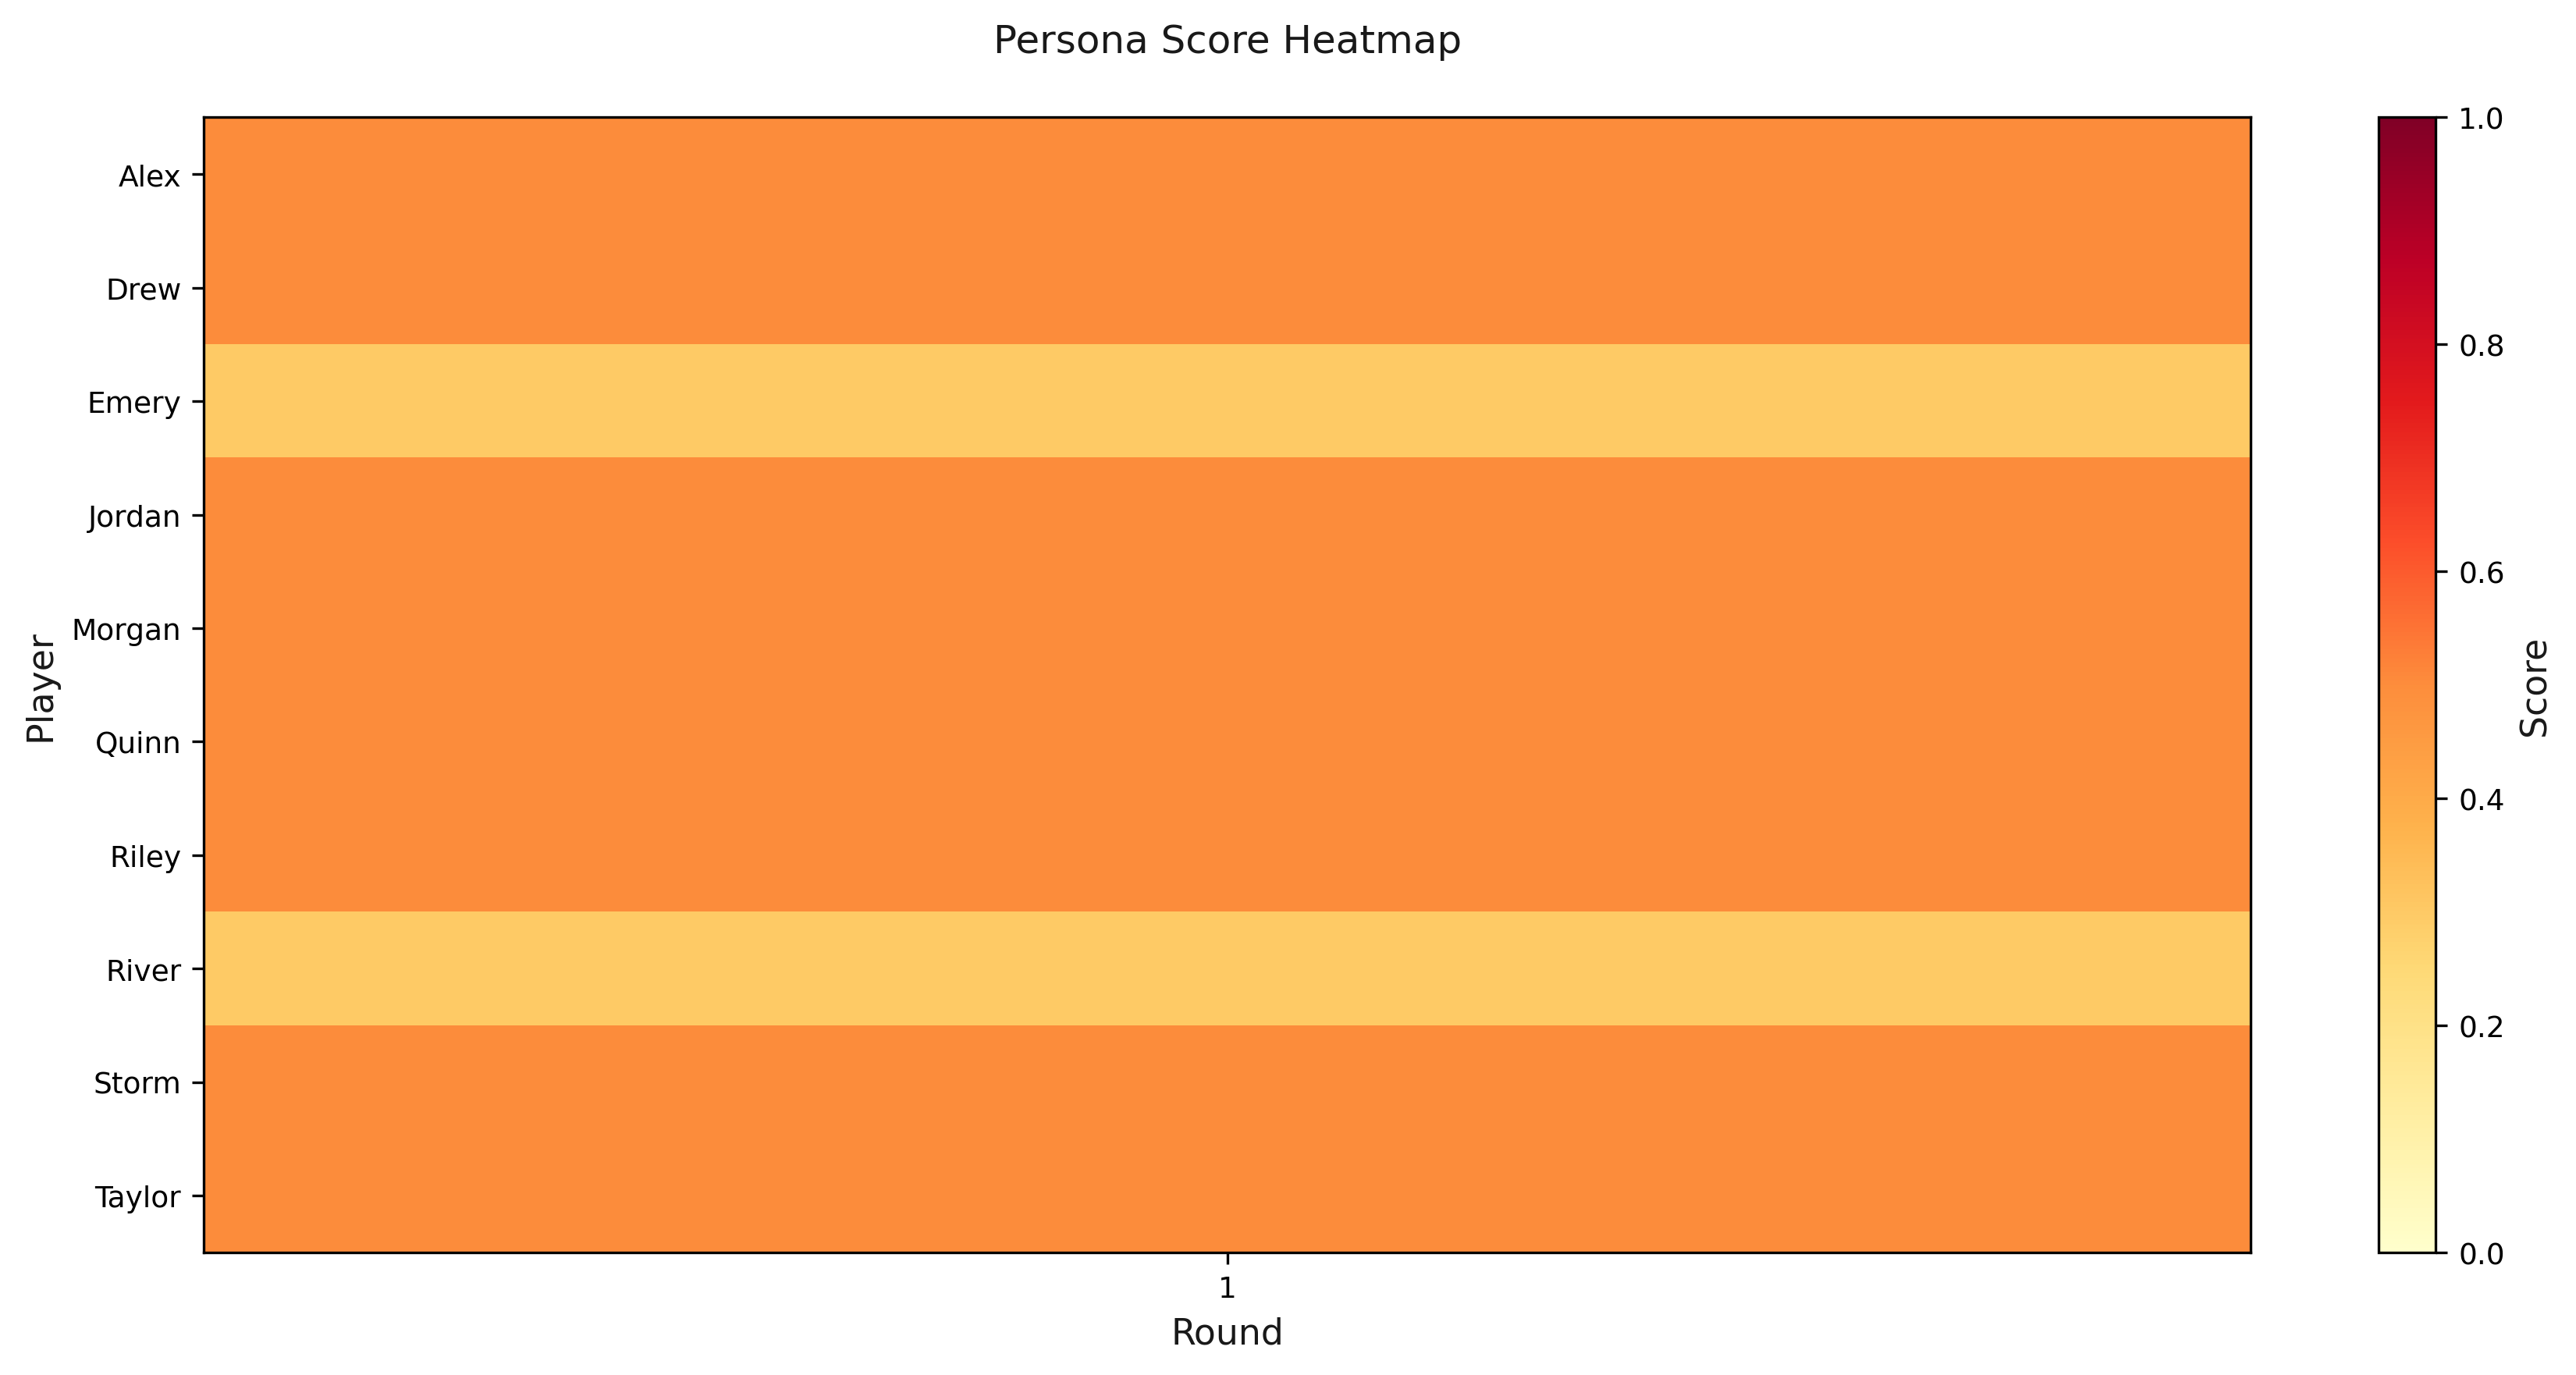 Persona Score Heatmap
Player
Alex
Drew
Emery
Jordan
Morgan
Quinn
Riley
River
Storm
Taylor
1
Round
1.0
0.8
0.6
0.4
0.2
0.0
Score